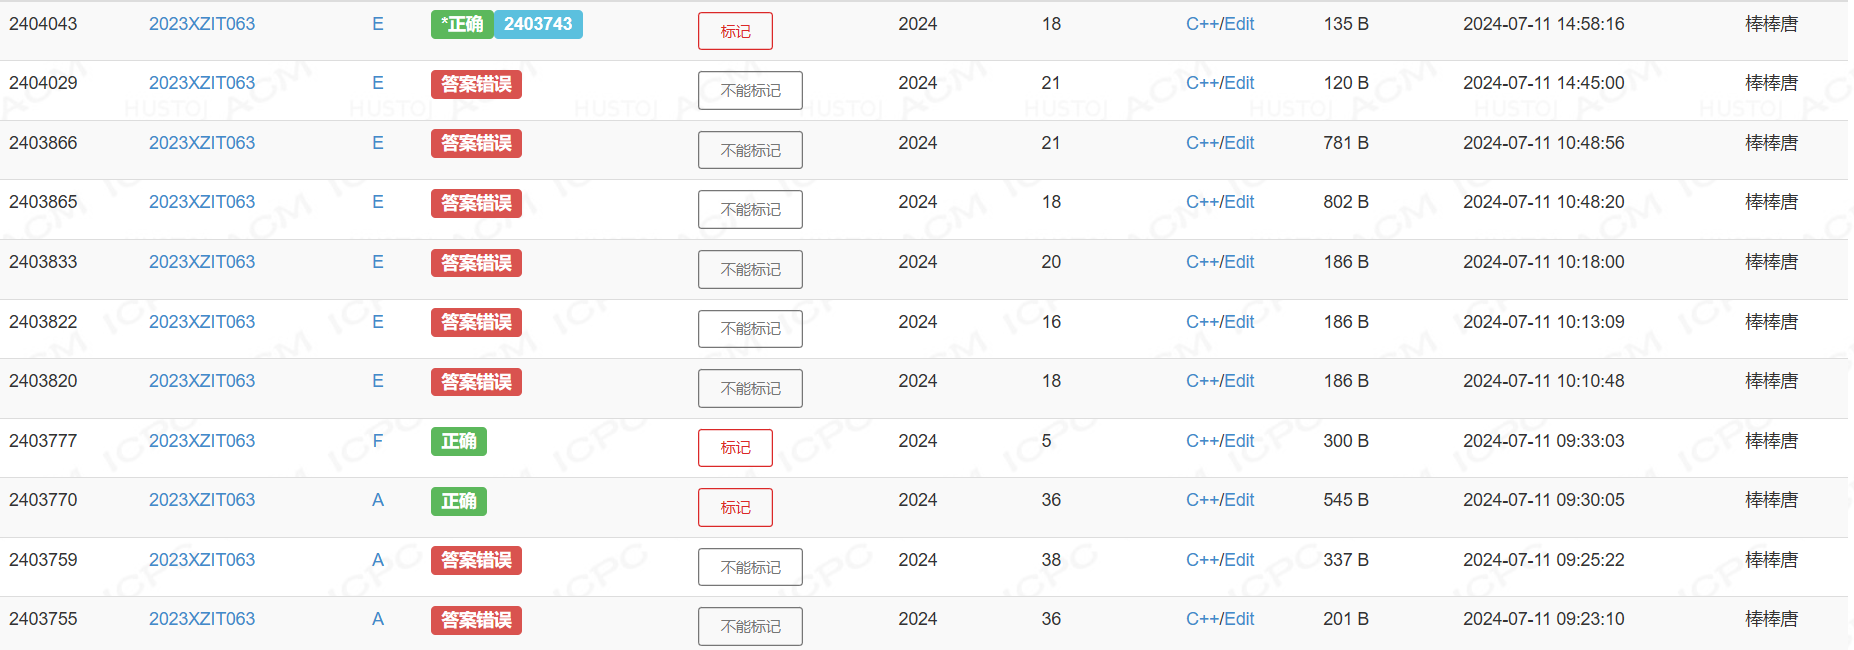 2404043 2023XZIT063 E *正确 2403743 标记 2024 18 C++/Edit 135 B 2024-07-11 14:58:16 棒棒唐
2404029 2023XZIT063 E 答案错误 不能标记 2024 21 C++/Edit 120 B 2024-07-11 14:45:00 棒棒唐
2403866 2023XZIT063 E 答案错误 不能标记 2024 21 C++/Edit 781 B 2024-07-11 10:48:56 棒棒唐
2403865 2023XZIT063 E 答案错误 不能标记 2024 18 C++/Edit 802 B 2024-07-11 10:48:20 棒棒唐
2403833 2023XZIT063 E 答案错误 不能标记 2024 20 C++/Edit 186 B 2024-07-11 10:18:00 棒棒唐
2403822 2023XZIT063 E 答案错误 不能标记 2024 16 C++/Edit 186 B 2024-07-11 10:13:09 棒棒唐
2403820 2023XZIT063 E 答案错误 不能标记 2024 18 C++/Edit 186 B 2024-07-11 10:10:48 棒棒唐
2403777 2023XZIT063 F 正确 标记 2024 5 C++/Edit 300 B 2024-07-11 09:33:03 棒棒唐
2403770 2023XZIT063 A 正确 标记 2024 36 C++/Edit 545 B 2024-07-11 09:30:05 棒棒唐
2403759 2023XZIT063 A 答案错误 不能标记 2024 38 C++/Edit 337 B 2024-07-11 09:25:22 棒棒唐
2403755 2023XZIT063 A 答案错误 不能标记 2024 36 C++/Edit 201 B 2024-07-11 09:23:10 棒棒唐